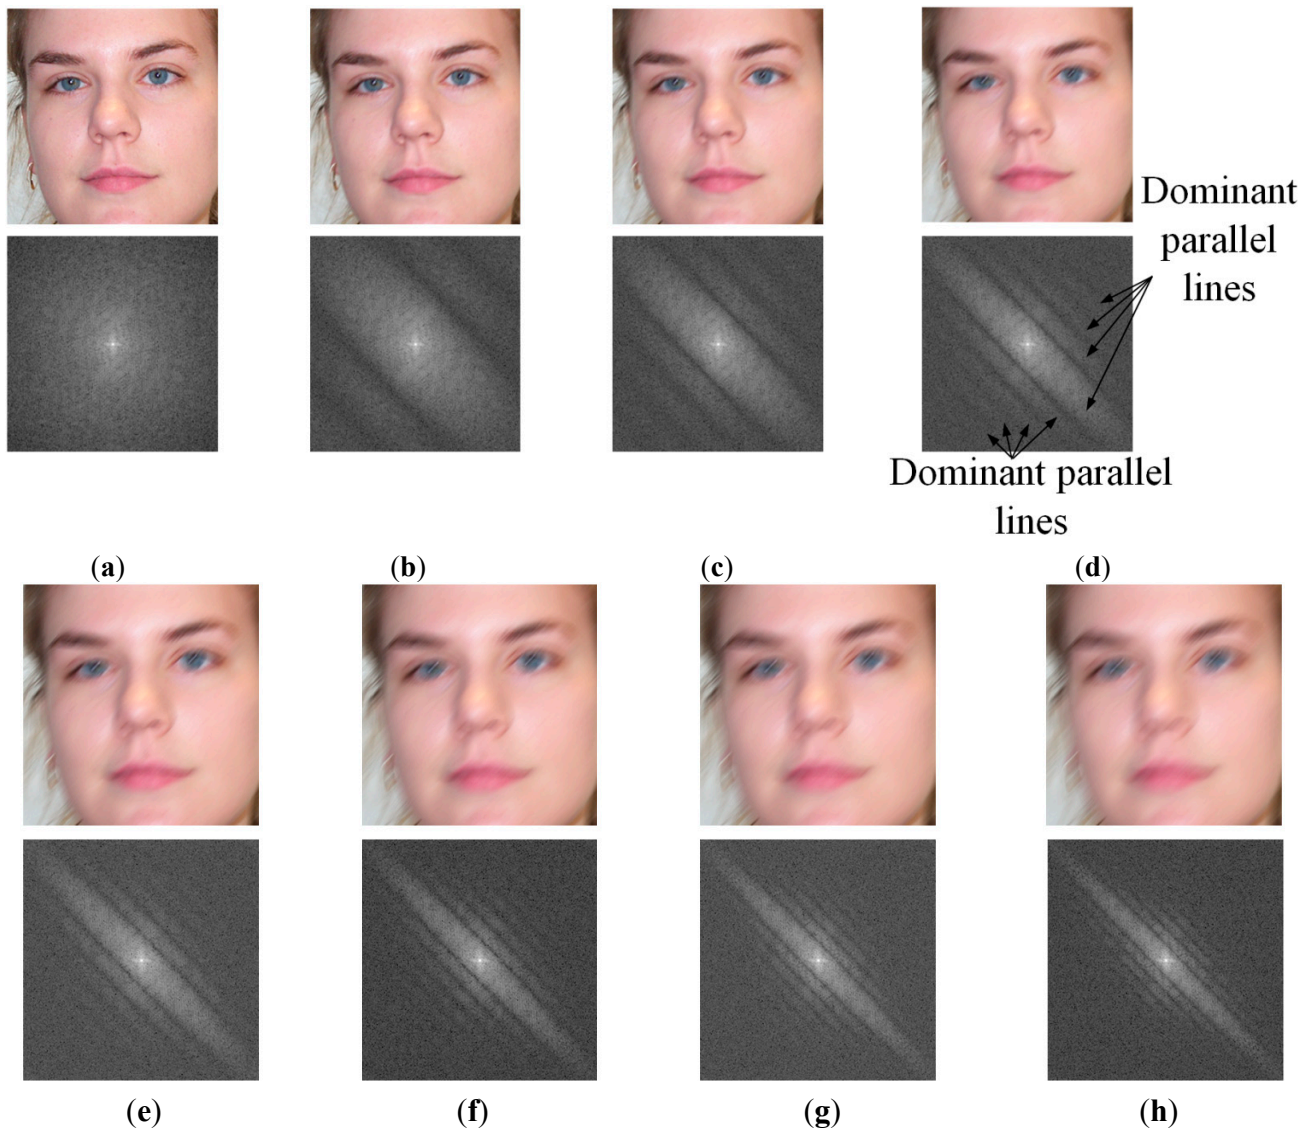 Dominant
parallel
lines
Dominant parallel
lines
(a) (b) (c) (d)
(e) (f) (g) (h)